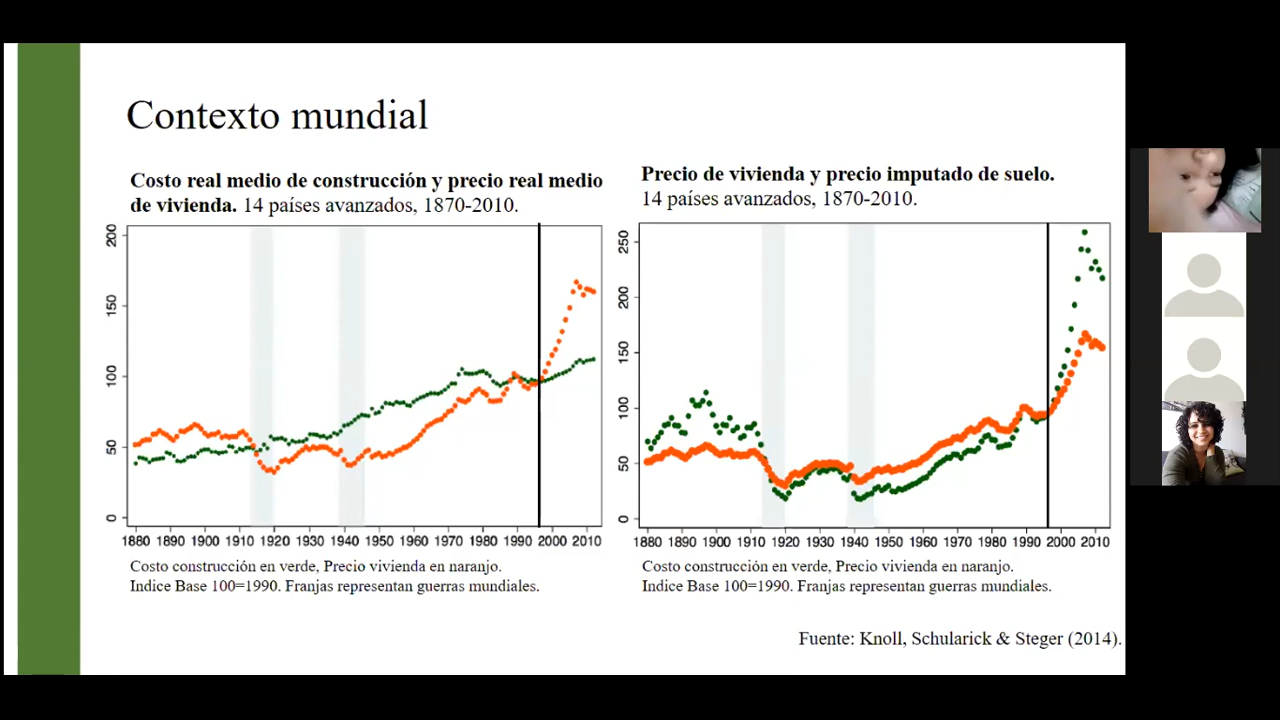 Contexto mundial
Costo real medio de construcción y precio real medio
de vivienda. 14 países avanzados, 1870-2010.
200
150
100
50
0
1880 1890 1900 1910 1920 1930 1940 1950 1960 1970 1980 1990 2000 2010
Costo construcción en verde, Precio vivienda en naranjo.
Indice Base 100=1990. Franjas representan guerras mundiales.
Precio de vivienda y precio imputado de suelo.
14 países avanzados, 1870-2010.
250
200
150
100
50
0
1880 1890 1900 1910 1920 1930 1940 1950 1960 1970 1980 1990 2000 2010
Costo construcción en verde, Precio vivienda en naranjo.
Indice Base 100=1990. Franjas representan guerras mundiales.
Fuente: Knoll, Schularick & Steger (2014).